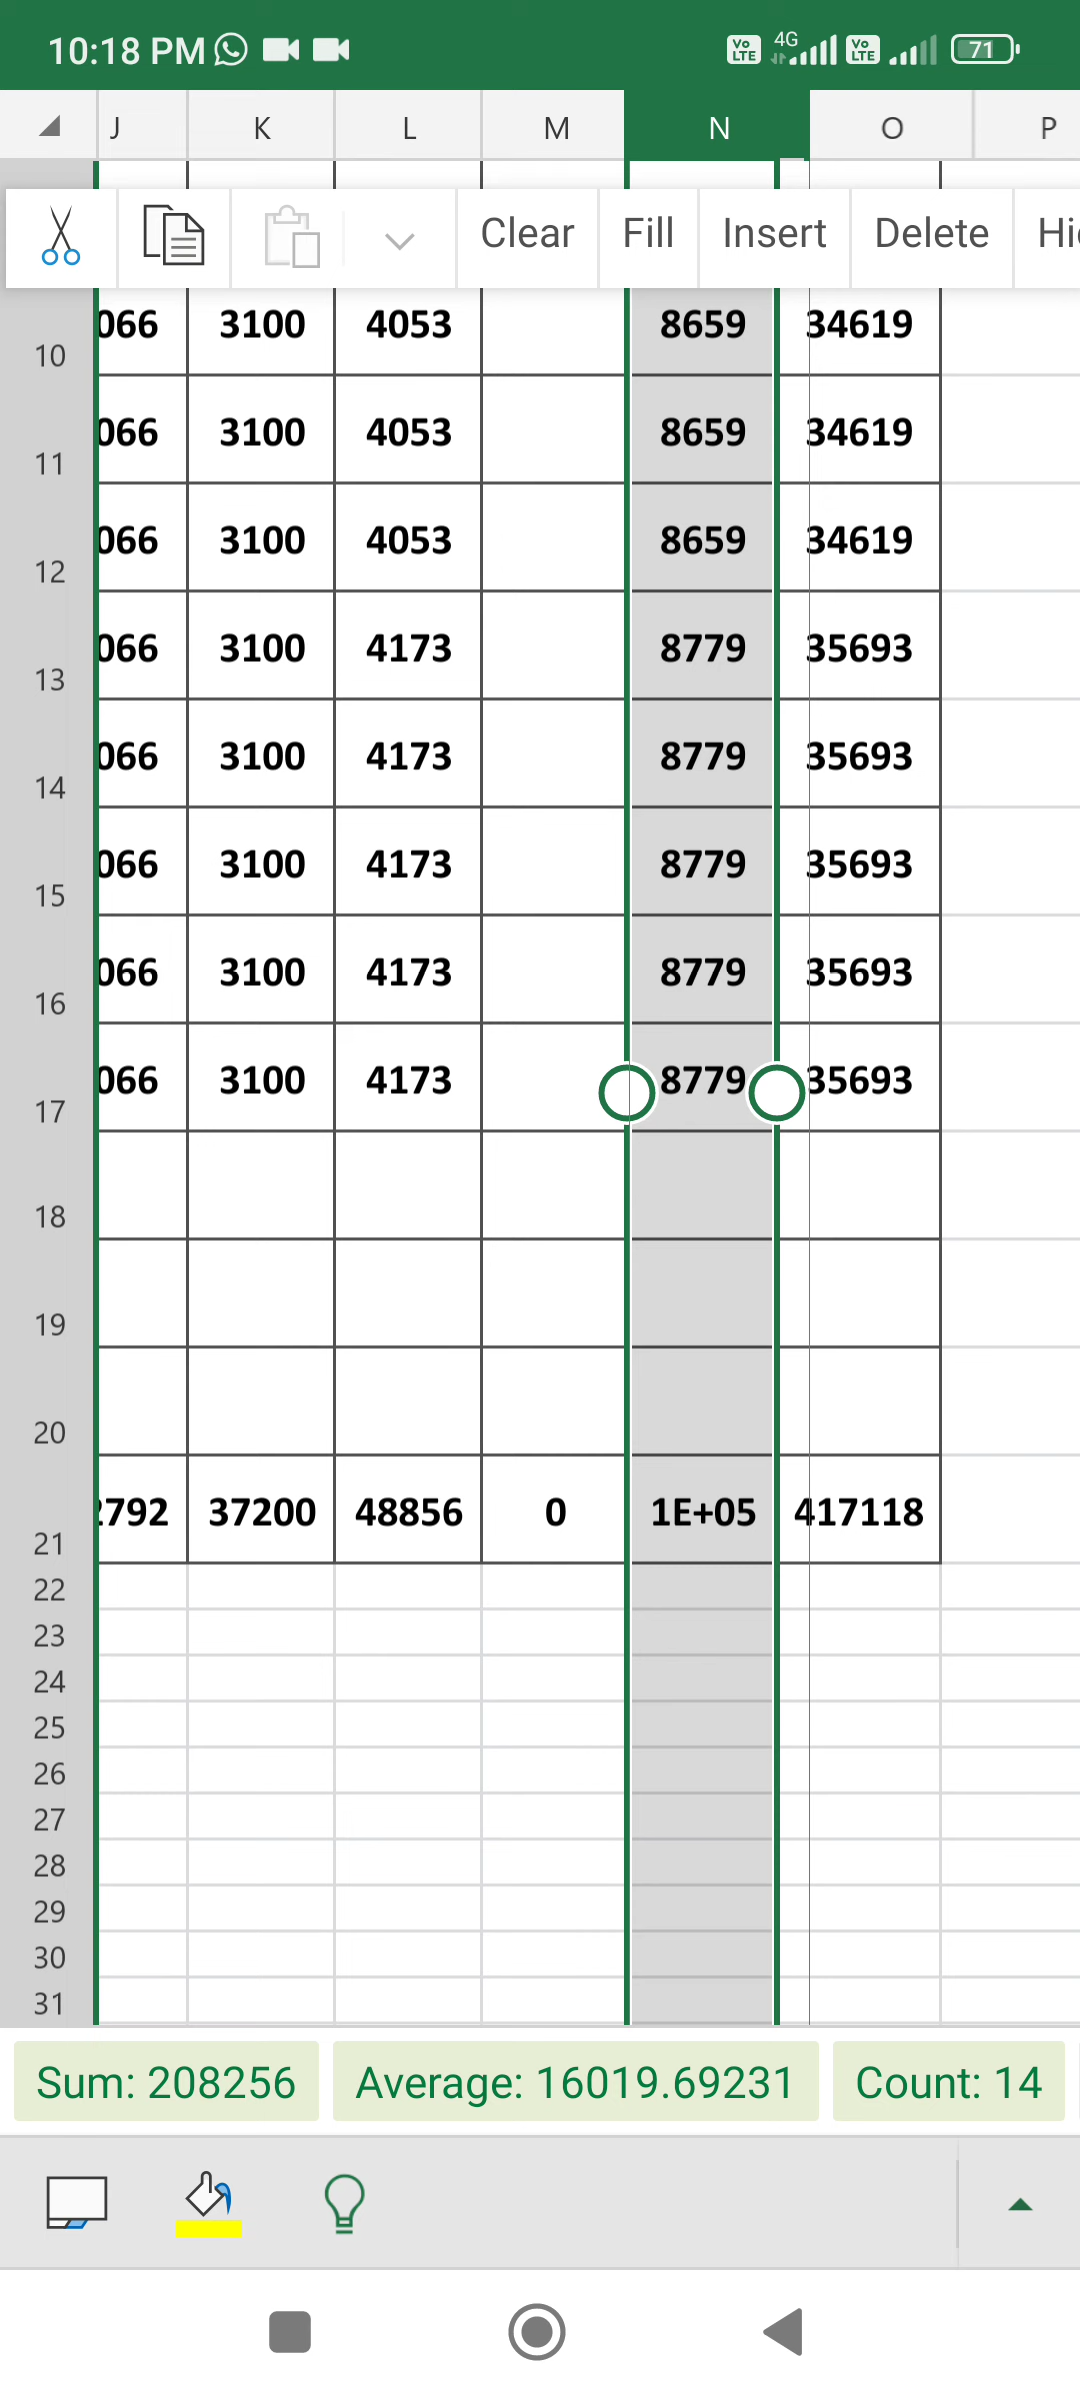 10:18 PM VoLTE 4G VoLTE 71
J K L M N O P
Clear Fill Insert Delete Hi
10 066 3100 4053 8659 34619
11 066 3100 4053 8659 34619
12 066 3100 4053 8659 34619
13 066 3100 4173 8779 35693
14 066 3100 4173 8779 35693
15 066 3100 4173 8779 35693
16 066 3100 4173 8779 35693
17 066 3100 4173 8779 35693
18
19
20
21 2792 37200 48856 0 1E+05 417118
22
23
24
25
26
27
28
29
30
31
Sum: 208256 Average: 16019.69231 Count: 14